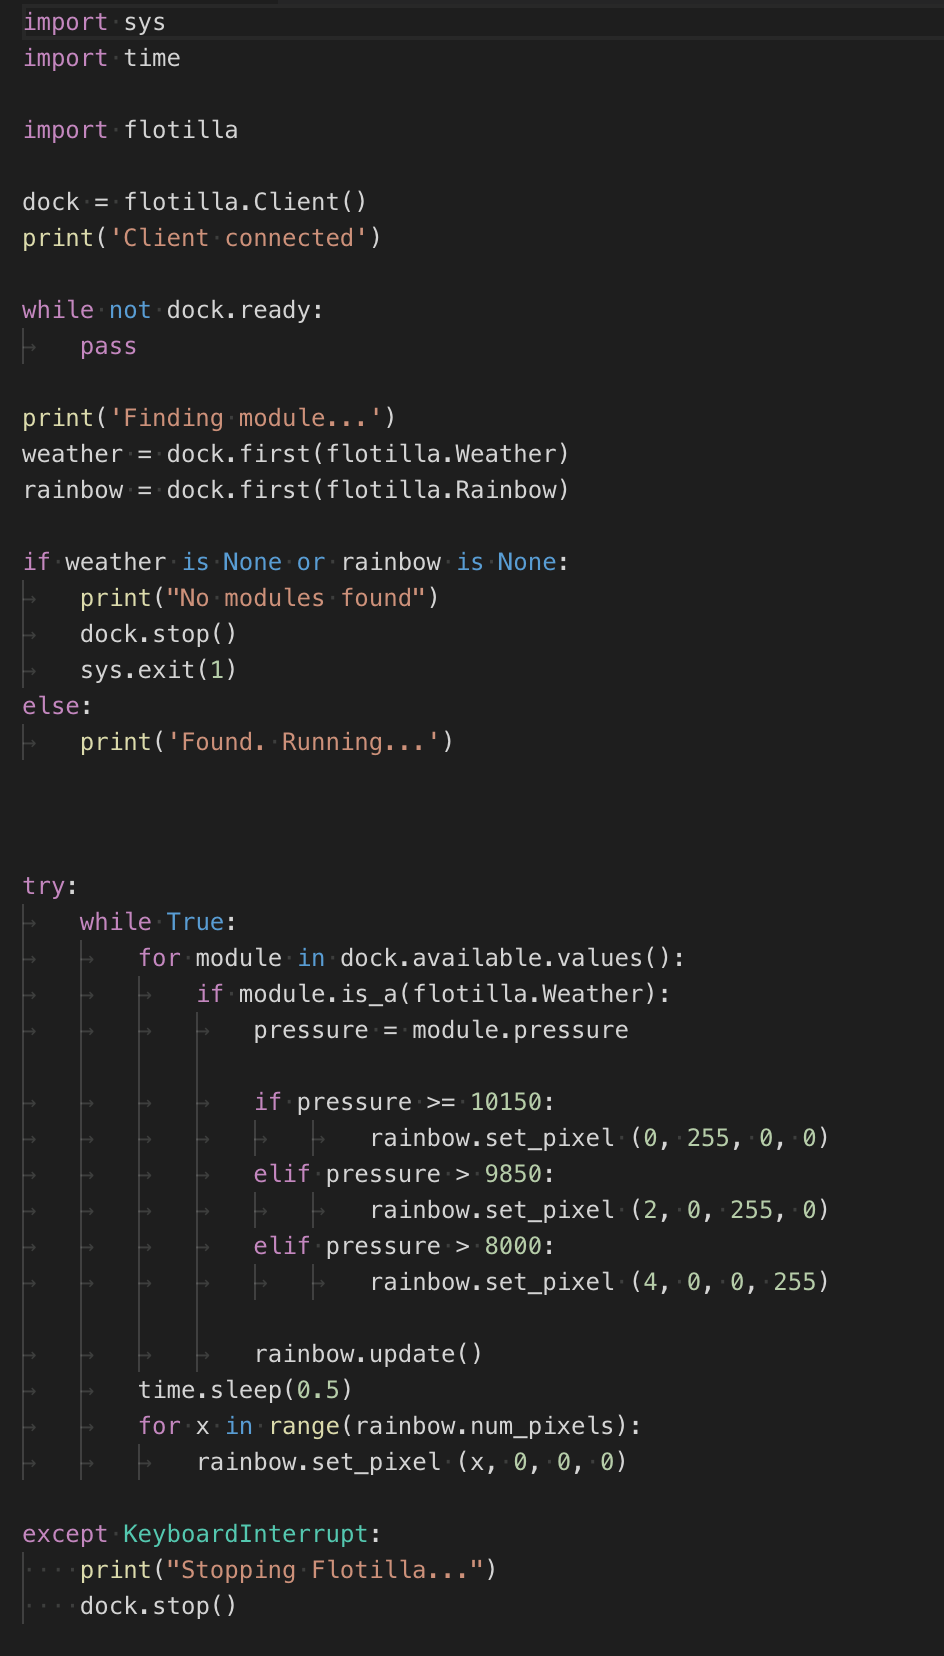 import sys
import time
import flotilla
dock = flotilla.Client()
print('Client connected')
while not dock.ready:
pass
print('Finding module...')
weather = dock.first(flotilla.Weather)
rainbow = dock.first(flotilla.Rainbow)
if weather is None or rainbow is None:
print("No modules found")
dock.stop()
sys.exit(1)
else:
print('Found. Running...')
try:
while True:
for module in dock.available.values():
if module.is_a(flotilla.Weather):
pressure = module.pressure
if pressure >= 10150:
rainbow.set_pixel (0, 255, 0, 0)
elif pressure > 9850:
rainbow.set_pixel (2, 0, 255, 0)
elif pressure > 8000:
rainbow.set_pixel (4, 0, 0, 255)
rainbow.update()
time.sleep(0.5)
for x in range(rainbow.num_pixels):
rainbow.set_pixel (x, 0, 0, 0)
except KeyboardInterrupt:
print("Stopping Flotilla...")
dock.stop()